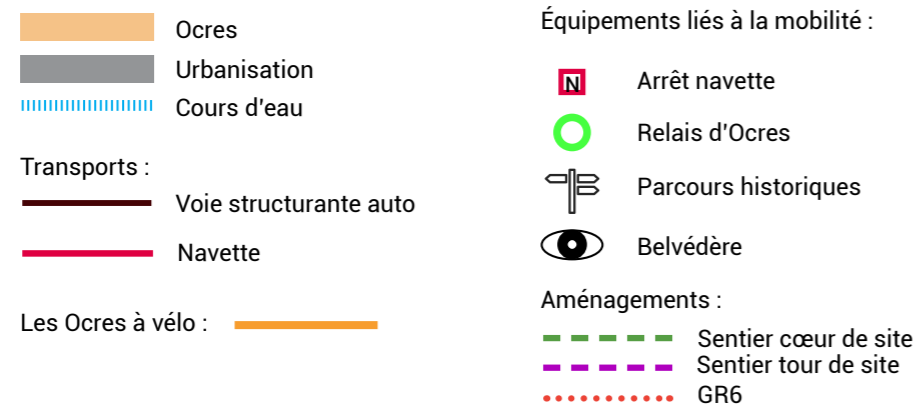 Ocres
Urbanisation
Cours d'eau
Transports :
Voie structurante auto
Navette
Les Ocres à vélo :
Équipements liés à la mobilité :
N
Arrêt navette
Relais d'Ocres
Parcours historiques
Belvédère
Aménagements :
Sentier cœur de site
Sentier tour de site
GR6